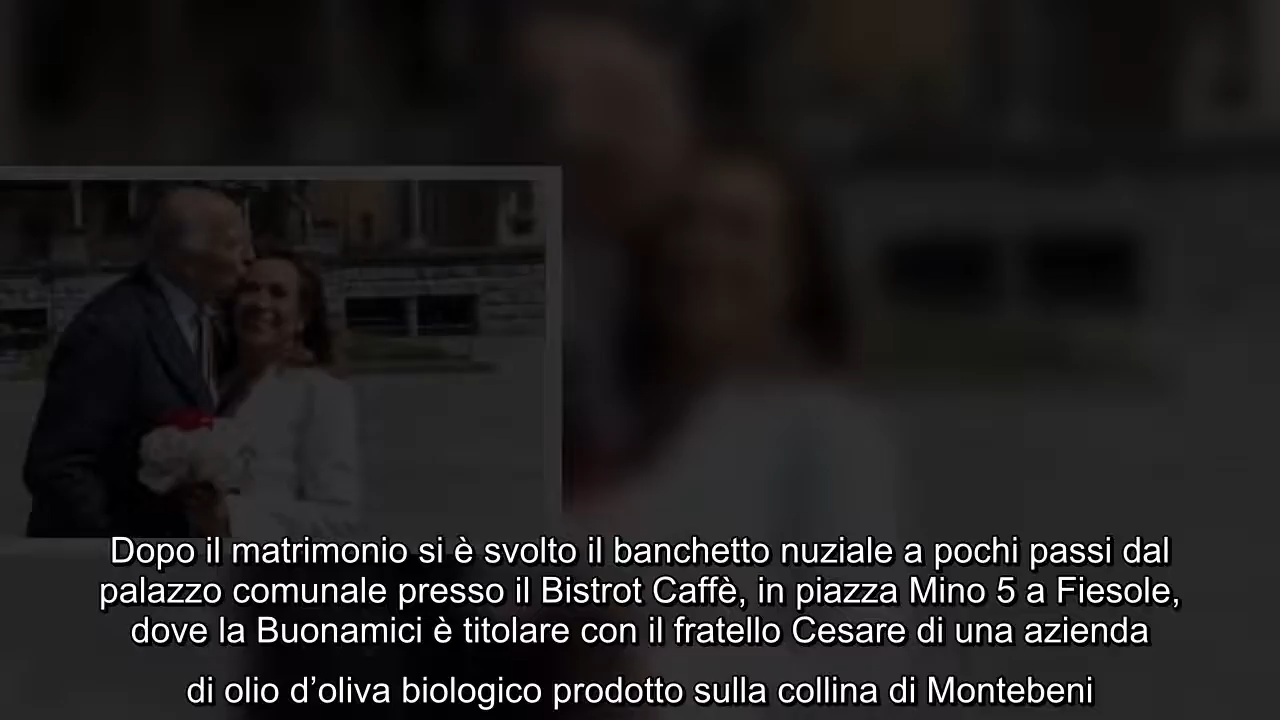 Dopo il matrimonio si è svolto il banchetto nuziale a pochi passi dal
palazzo comunale presso il Bistrot Caffè, in piazza Mino 5 a Fiesole,
dove la Buonamici è titolare con il fratello Cesare di una azienda
di olio d’oliva biologico prodotto sulla collina di Montebeni